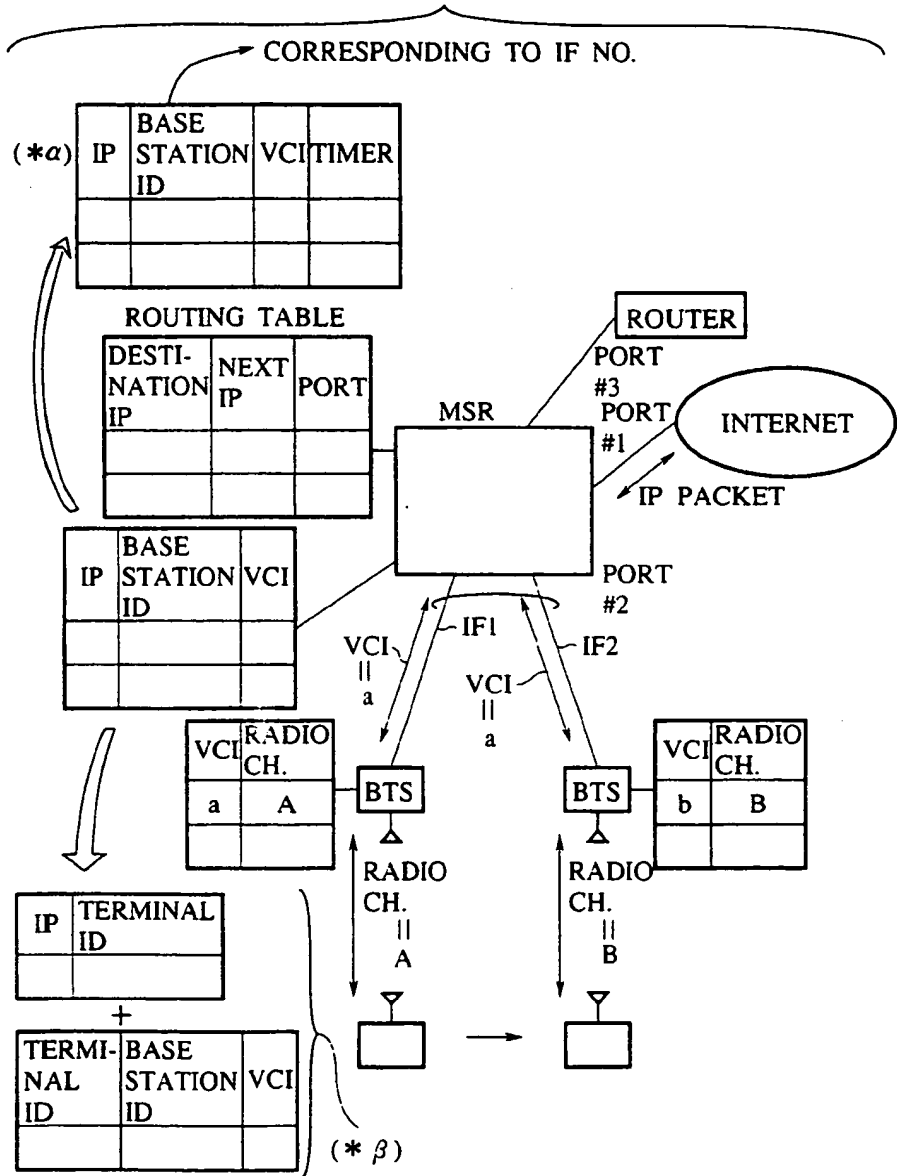 CORRESPONDING TO IF NO.
(*α)
IP
BASE
STATION
ID
VCI
TIMER
ROUTING TABLE
DESTI-
NATION
IP
NEXT
IP
PORT
ROUTER
PORT
#3
MSR
PORT
#1
INTERNET
IP PACKET
IP
BASE
STATION
ID
VCI
PORT
#2
IF1
IF2
VCI
=
a
VCI
=
a
VCI
RADIO
CH.
a
A
BTS
BTS
VCI
RADIO
CH.
b
B
RADIO
CH.
=
A
RADIO
CH.
=
B
IP
TERMINAL
ID
+
TERMI-
NAL
ID
BASE
STATION
ID
VCI
(* β)